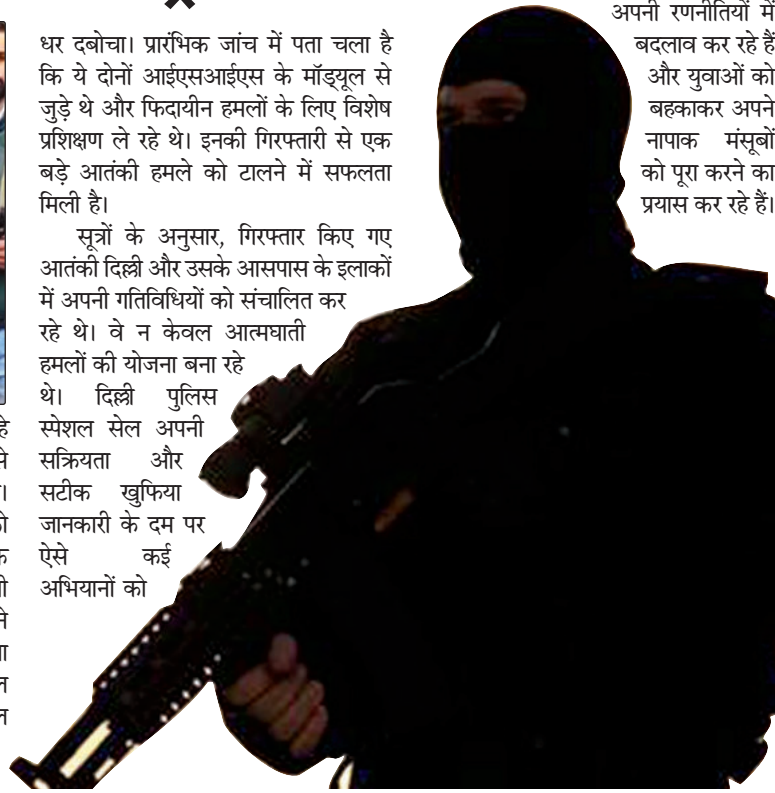 धर दबोचा। प्रारंभिक जांच में पता चला है
कि ये दोनों आईएसआईएस के मॉड्यूल से
जुड़े थे और फिदायीन हमलों के लिए विशेष
प्रशिक्षण ले रहे थे। इनकी गिरफ्तारी से एक
बड़े आतंकी हमले को टालने में सफलता
मिली है।
सूत्रों के अनुसार, गिरफ्तार किए गए
आतंकी दिल्ली और उसके आसपास के इलाकों
में अपनी गतिविधियों को संचालित कर
रहे थे। वे न केवल आत्मघाती
हमलों की योजना बना रहे
थे। दिल्ली पुलिस
स्पेशल सेल अपनी
सक्रियता और
सटीक खुफिया
जानकारी के दम पर
ऐसे कई
अभियानों को
अपनी रणनीतियों में
बदलाव कर रहे हैं
और युवाओं को
बहकाकर अपने
नापाक मंसूबों
को पूरा करने का
प्रयास कर रहे हैं।